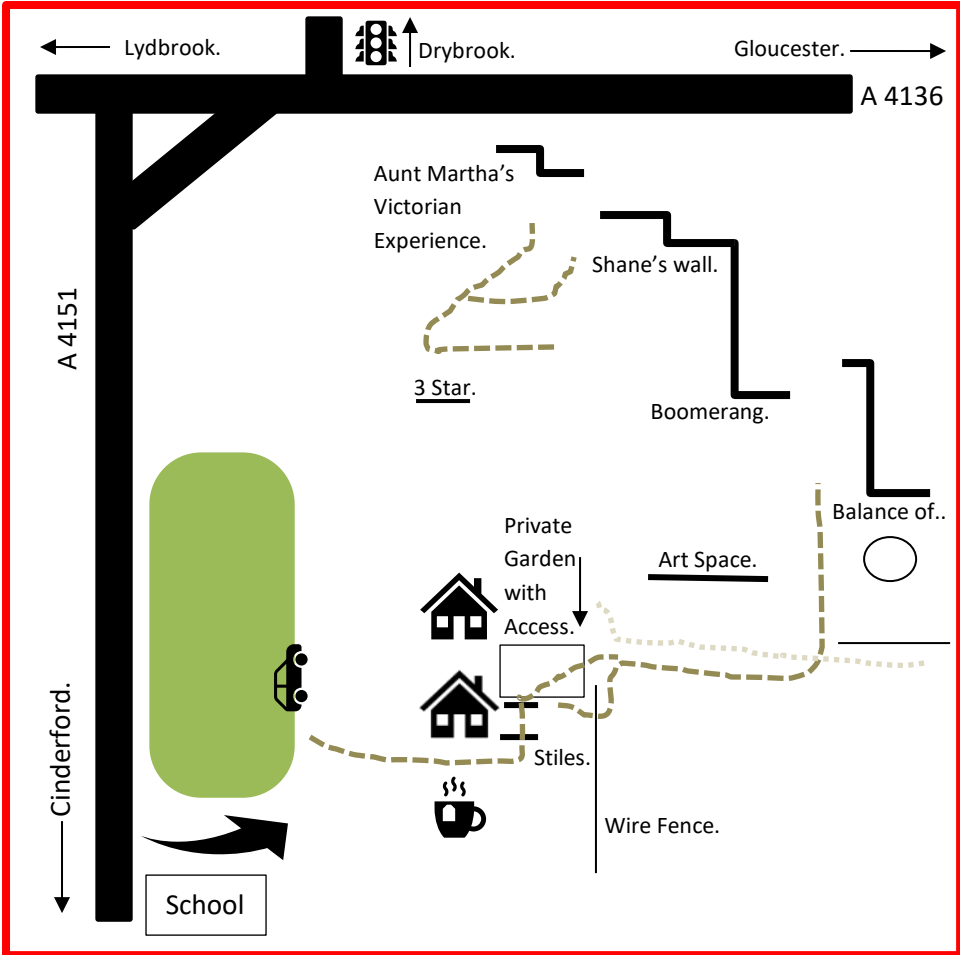 Lydbrook.
Drybrook.
Gloucester.
A 4136
Aunt Martha’s
Victorian
Experience.
Shane’s wall.
A 4151
3 Star.
Boomerang.
Balance of..
Private
Garden
with
Access.
Art Space.
Cinderford.
Stiles.
Wire Fence.
School